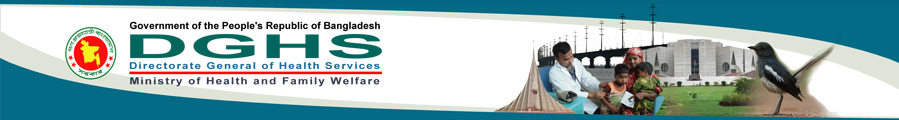 Government of the People's Republic of Bangladesh
DGHS
Directorate General of Health Services
Ministry of Health and Family Welfare